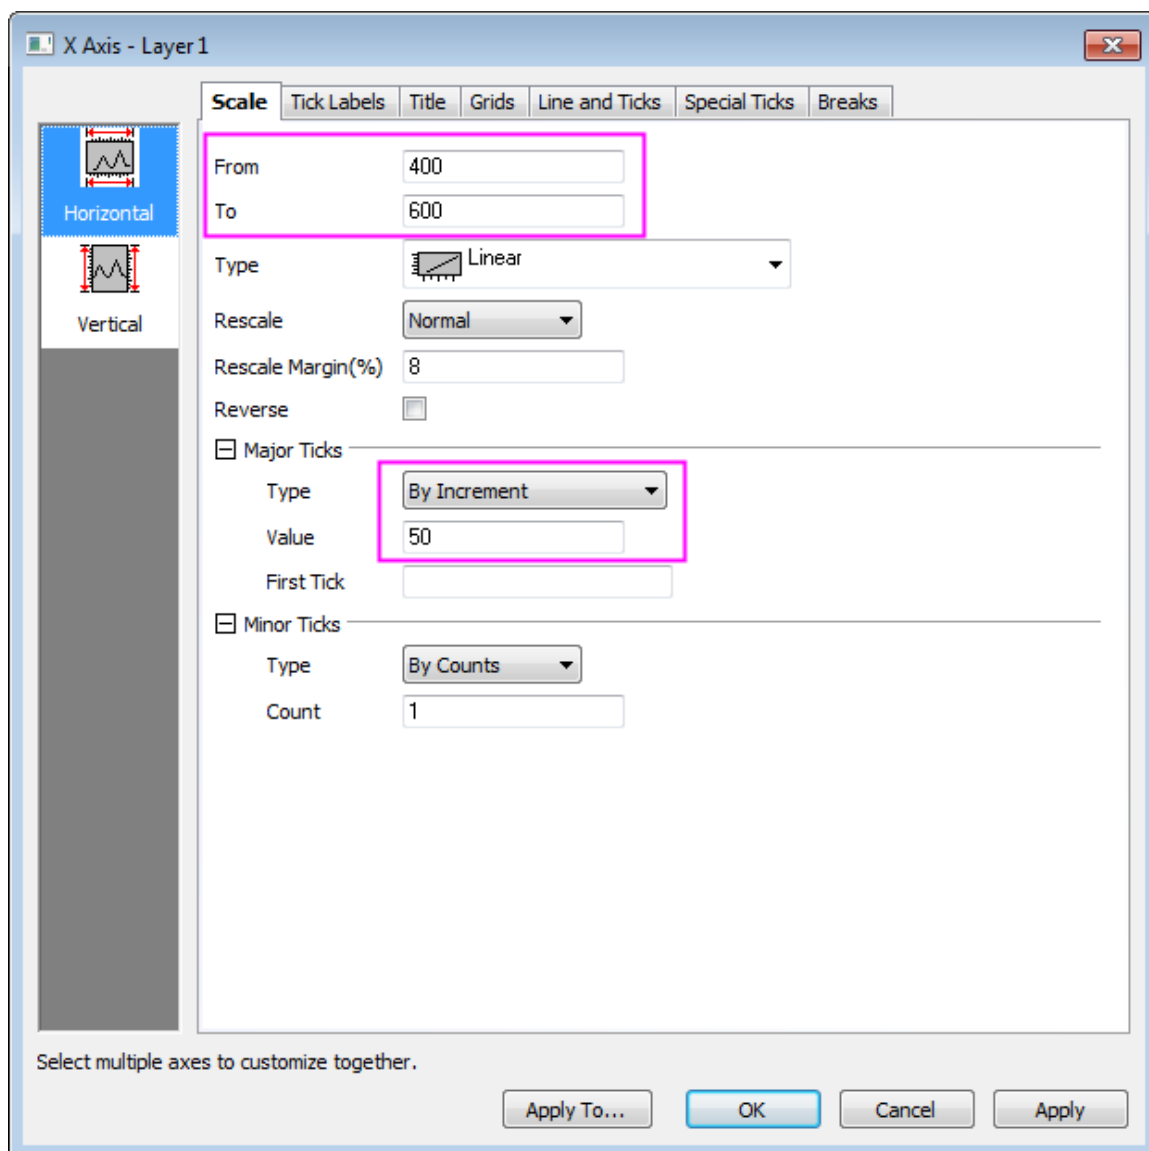 X Axis - Layer 1
Scale Tick Labels Title Grids Line and Ticks Special Ticks Breaks
Horizontal
Vertical
From 400
To 600
Type Linear
Rescale Normal
Rescale Margin(%) 8
Reverse
Major Ticks
Type By Increment
Value 50
First Tick
Minor Ticks
Type By Counts
Count 1
Select multiple axes to customize together.
Apply To... OK Cancel Apply